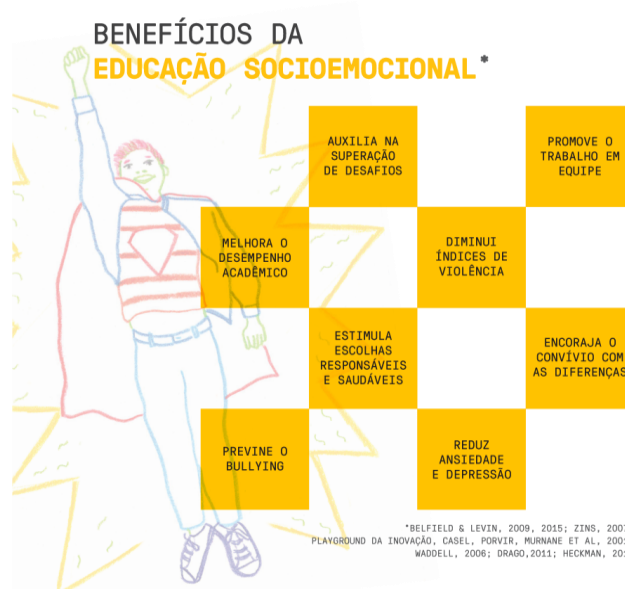 BENEFÍCIOS DA
EDUCAÇÃO SOCIOEMOCIONAL*
AUXILIA NA
SUPERAÇÃO
DE DESAFIOS
PROMOVE O
TRABALHO EM
EQUIPE
MELHORA O
DESEMPENHO
ACADÊMICO
DIMINUI
ÍNDICES DE
VIOLÊNCIA
ESTIMULA
ESCOLHAS
RESPONSÁVEIS
E SAUDÁVEIS
ENCORAJA O
CONVÍVIO COM
AS DIFERENÇAS
PREVINE O
BULLYING
REDUZ
ANSIEDADE
E DEPRESSÃO
*BELFIELD & LEVIN, 2009, 2015; ZINS,
PLAYGROUND DA INOVAÇÃO, CASEL, PORVIR, MURNANE ET AL,
WADDELL, 2006; DRAGO,2011; HECKMAN,